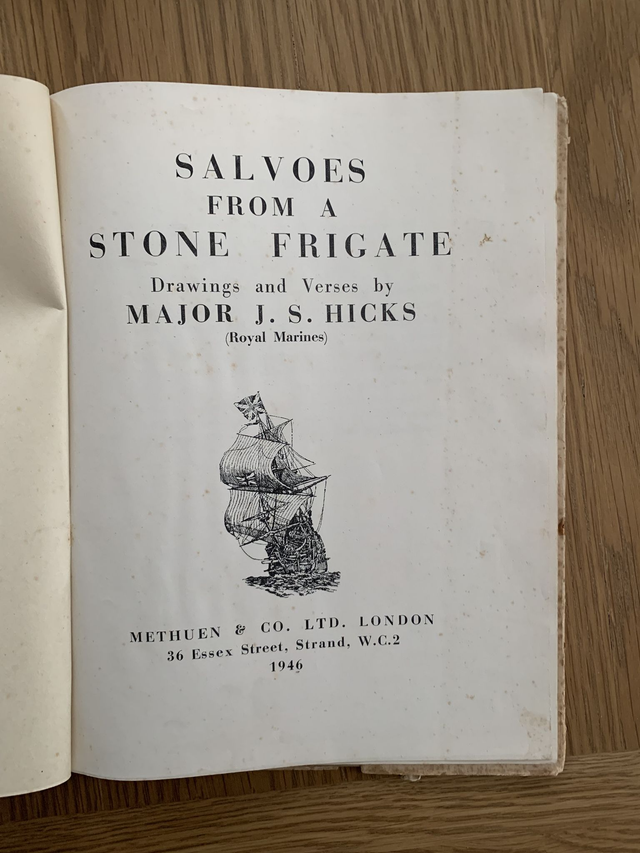 SALVOES
FROM A
STONE FRIGATE
Drawings and Verses by
MAJOR J. S. HICKS
(Royal Marines)
METHUEN & CO. LTD. LONDON
36 Essex Street, Strand, W.C.2
1946